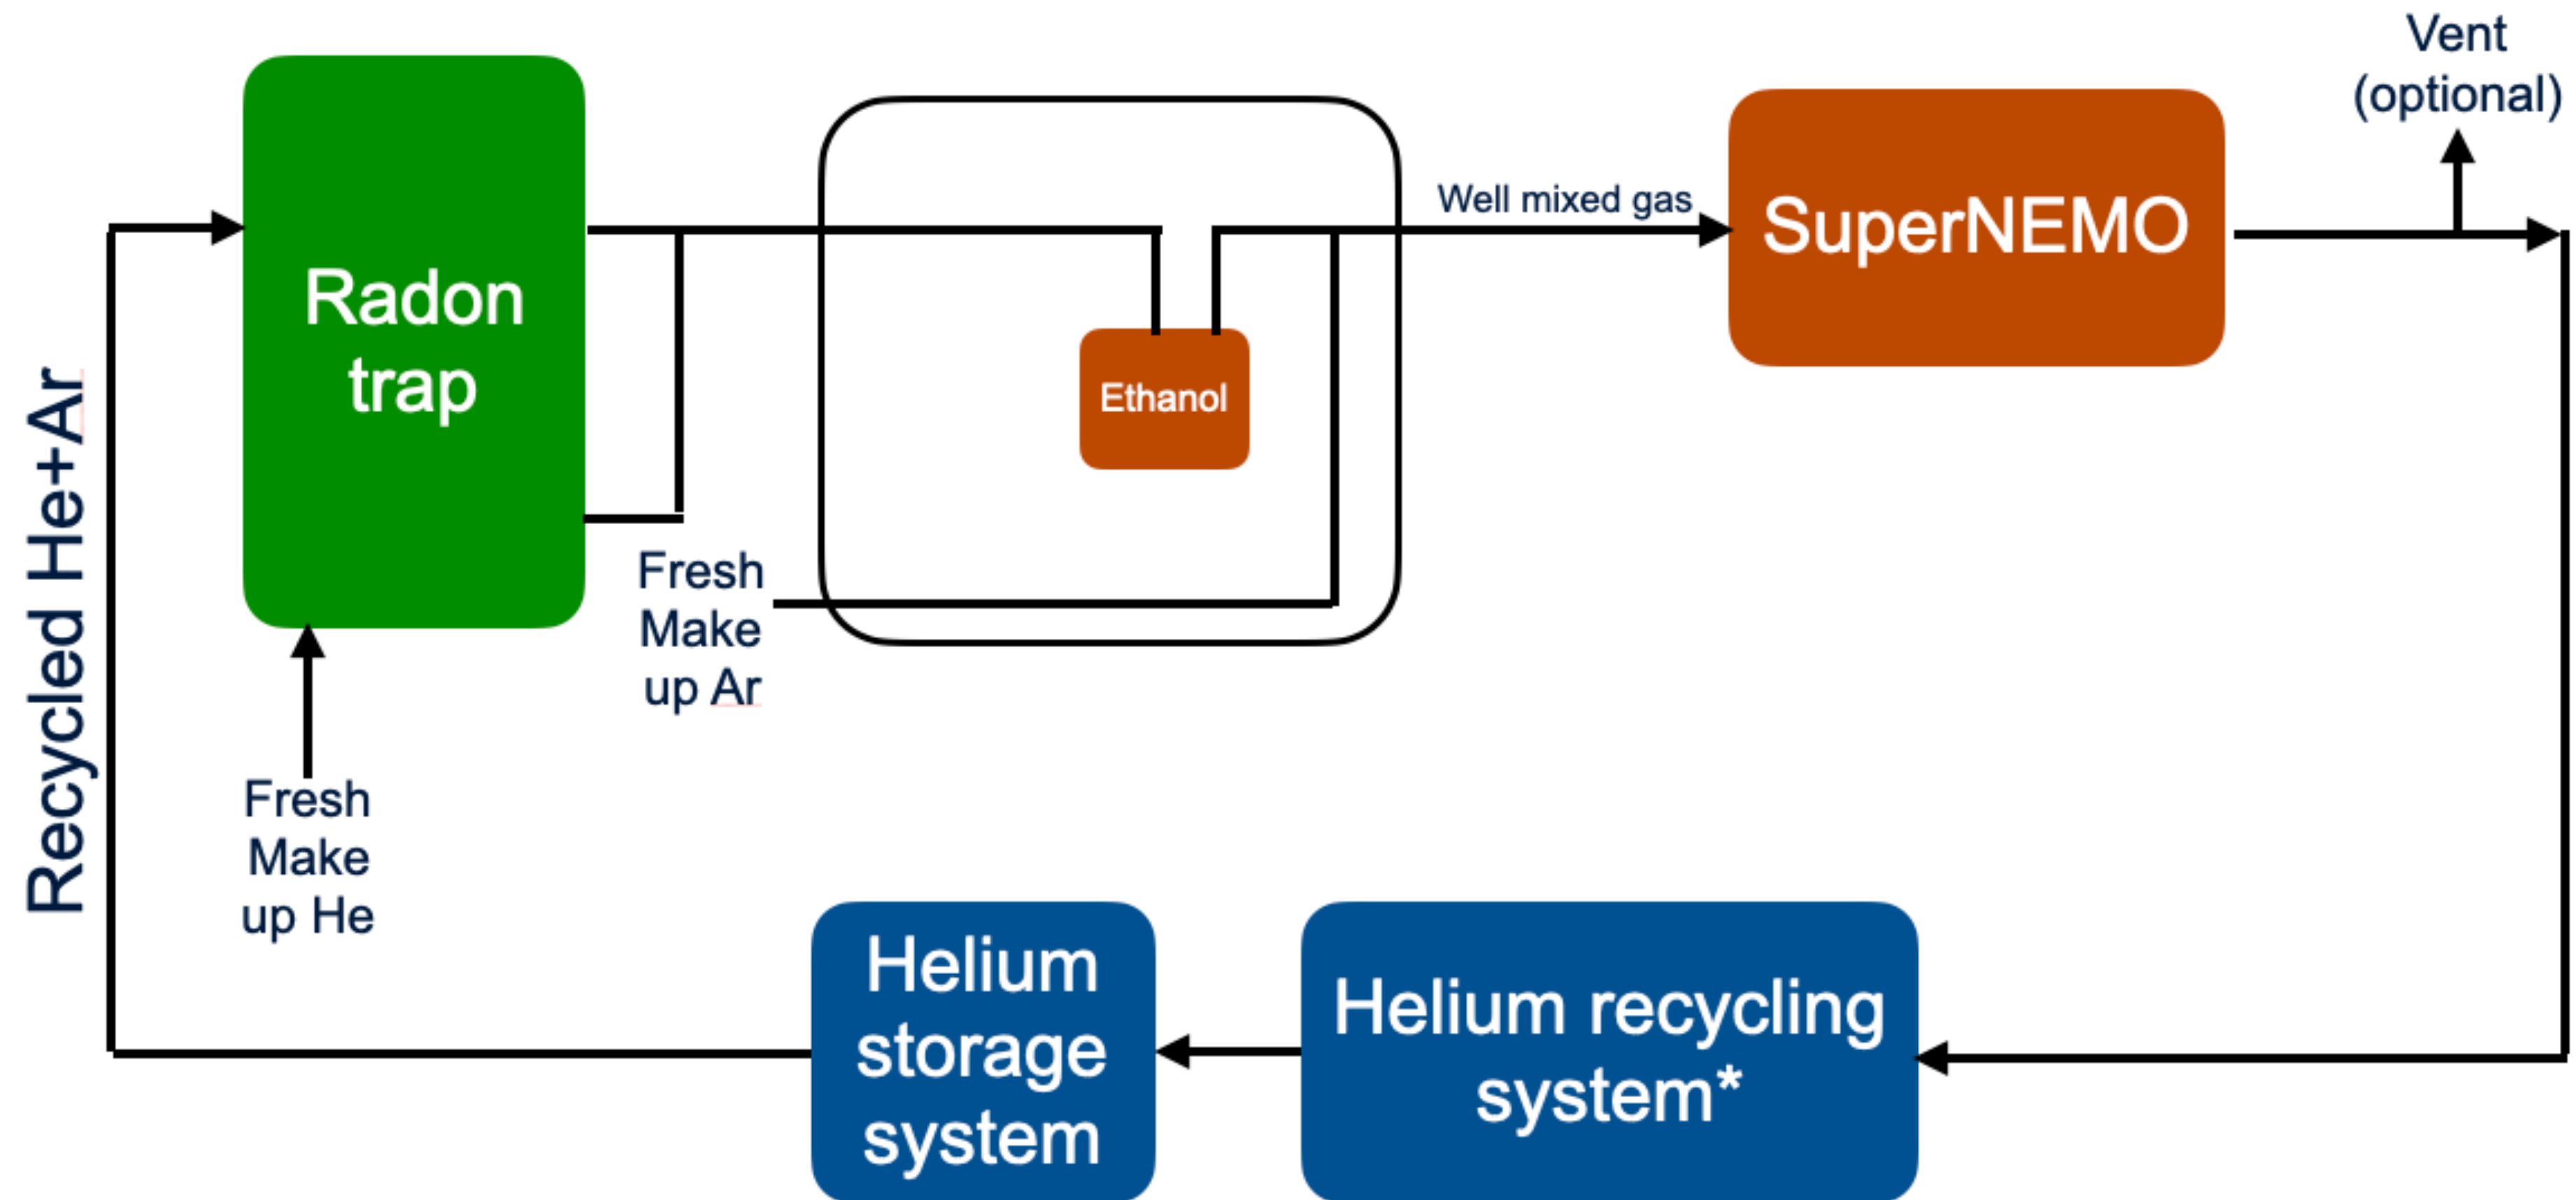 Vent
(optional)
Radon
trap
Well mixed gas
SuperNEMO
Ethanol
Recycled He+Ar
Fresh
Make
up Ar
Fresh
Make
up He
Helium
storage
system
Helium recycling
system*